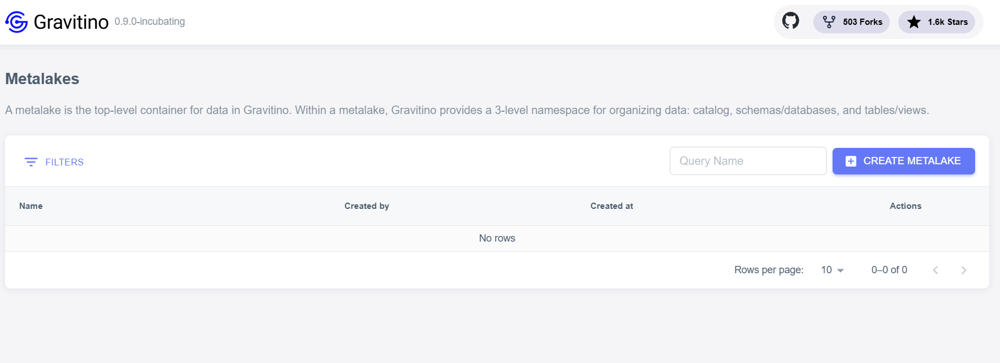 Gravitino 0.9.0-incubating
503 Forks
1.6k Stars
Metalakes
A metalake is the top-level container for data in Gravitino. Within a metalake, Gravitino provides a 3-level namespace for organizing data: catalog, schemas/databases, and tables/views.
FILTERS
Query Name
CREATE METALAKE
Name Created by Created at Actions
No rows
Rows per page: 10 0–0 of 0